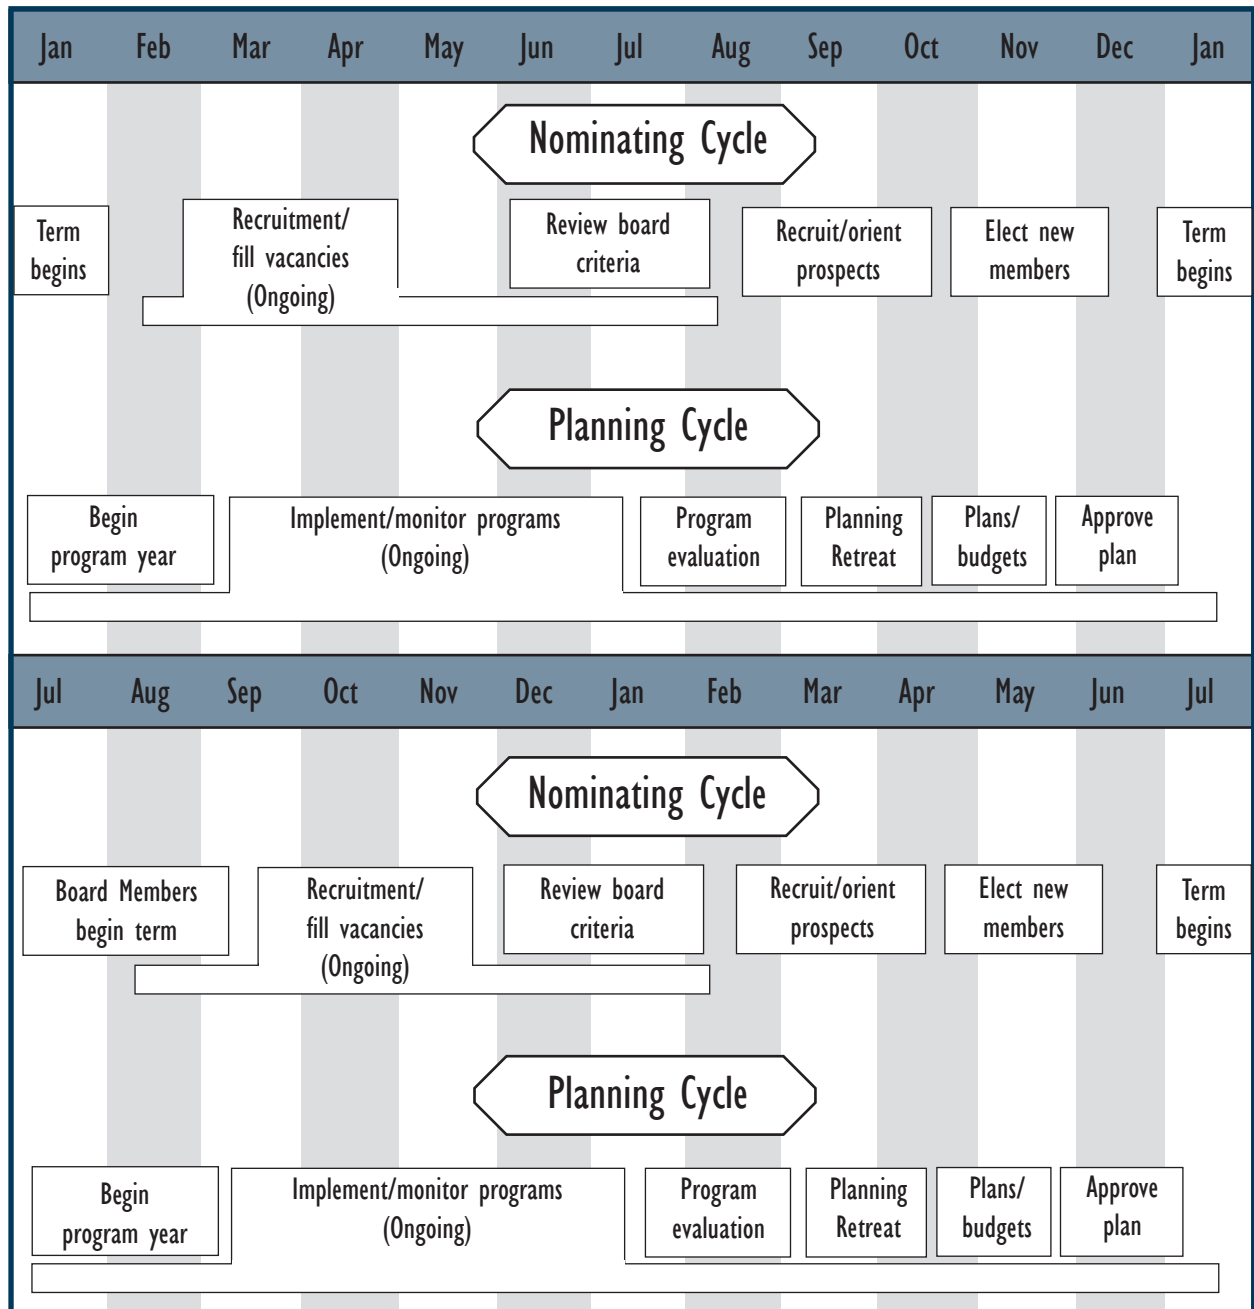 Jan Feb Mar Apr May Jun Jul Aug Sep Oct Nov Dec Jan
Nominating Cycle
Term
begins
Recruitment/
fill vacancies
(Ongoing)
Review board
criteria
Recruit/orient
prospects
Elect new
members
Term
begins
Planning Cycle
Begin
program year
Implement/monitor programs
(Ongoing)
Program
evaluation
Planning
Retreat
Plans/
budgets
Approve
plan
Jul Aug Sep Oct Nov Dec Jan Feb Mar Apr May Jun Jul
Nominating Cycle
Board Members
begin term
Recruitment/
fill vacancies
(Ongoing)
Review board
criteria
Recruit/orient
prospects
Elect new
members
Term
begins
Planning Cycle
Begin
program year
Implement/monitor programs
(Ongoing)
Program
evaluation
Planning
Retreat
Plans/
budgets
Approve
plan